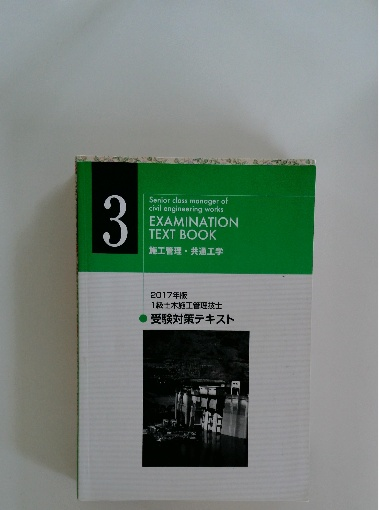 3
Senior class manager of
civil engineering works
EXAMINATION
TEXT BOOK
施工管理・共通工学
2017年版
1級土木施工管理技士
受験対策テキスト